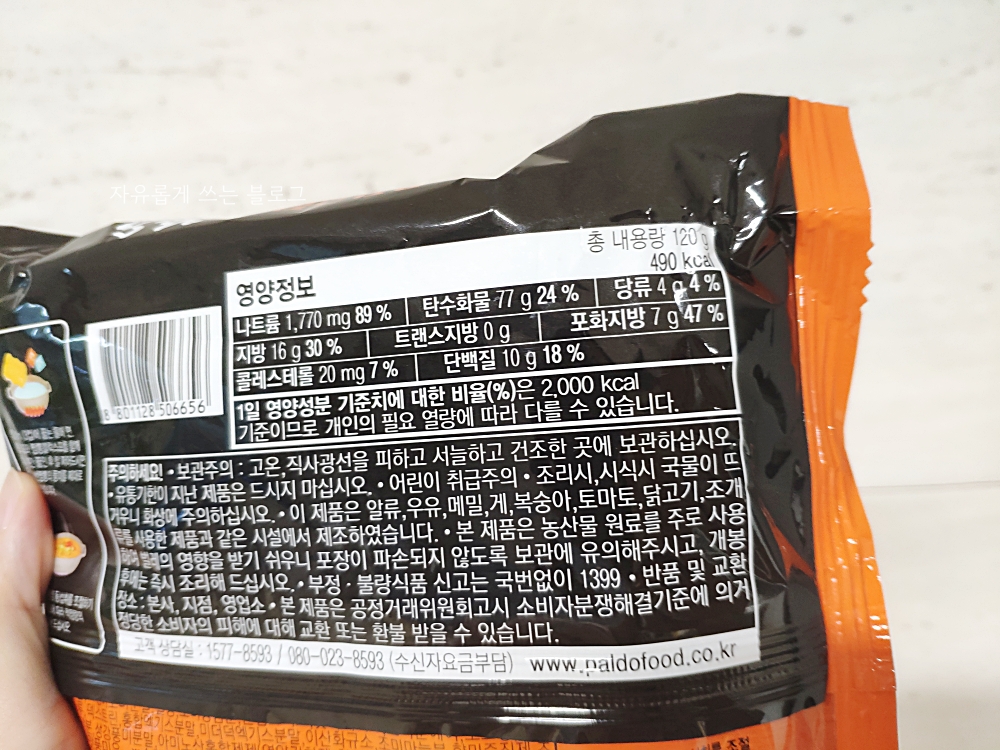 자유롭게 쓰는 블로그
총 내용량 120 g
490 kcal
영양정보
나트륨 1,770 mg 89 % 탄수화물 77 g 24 % 당류 4 g 4 %
지방 16 g 30 % 트랜스지방 0 g 포화지방 7 g 47 %
콜레스테롤 20 mg 7 % 단백질 10 g 18 %
1일 영양성분 기준치에 대한 비율(%)은 2,000 kcal
기준이므로 개인의 필요 열량에 따라 다를 수 있습니다.
8 801128 506656
주의하세요! • 보관주의 : 고온, 직사광선을 피하고 서늘하고 건조한 곳에 보관하십시오.
• 유통기한이 지난 제품은 드시지 마십시오. • 어린이 취급주의 • 조리시, 시식시 국물이 뜨
거우니 화상에 주의하십시오. • 이 제품은 알류, 우유, 메밀, 게, 복숭아, 토마토, 닭고기, 조개
류를 사용한 제품과 같은 시설에서 제조하였습니다. • 본 제품은 농산물 원료를 주로 사용
하여 블랙의 영향을 받기 쉬우니 포장이 파손되지 않도록 보관에 유의해주시고, 개봉
후에는 즉시 조리해 드십시오. • 부정 · 불량식품 신고는 국번없이 1399 • 반품 및 교환
장소 : 본사, 지점, 영업소 • 본 제품은 공정거래위원회고시 소비자분쟁해결기준에 의거
정당한 소비자의 피해에 대해 교환 또는 환불 받을 수 있습니다.
고객 상담실 : 1577-8593 / 080-023-8593 (수신자요금부담) www.paldofood.co.kr